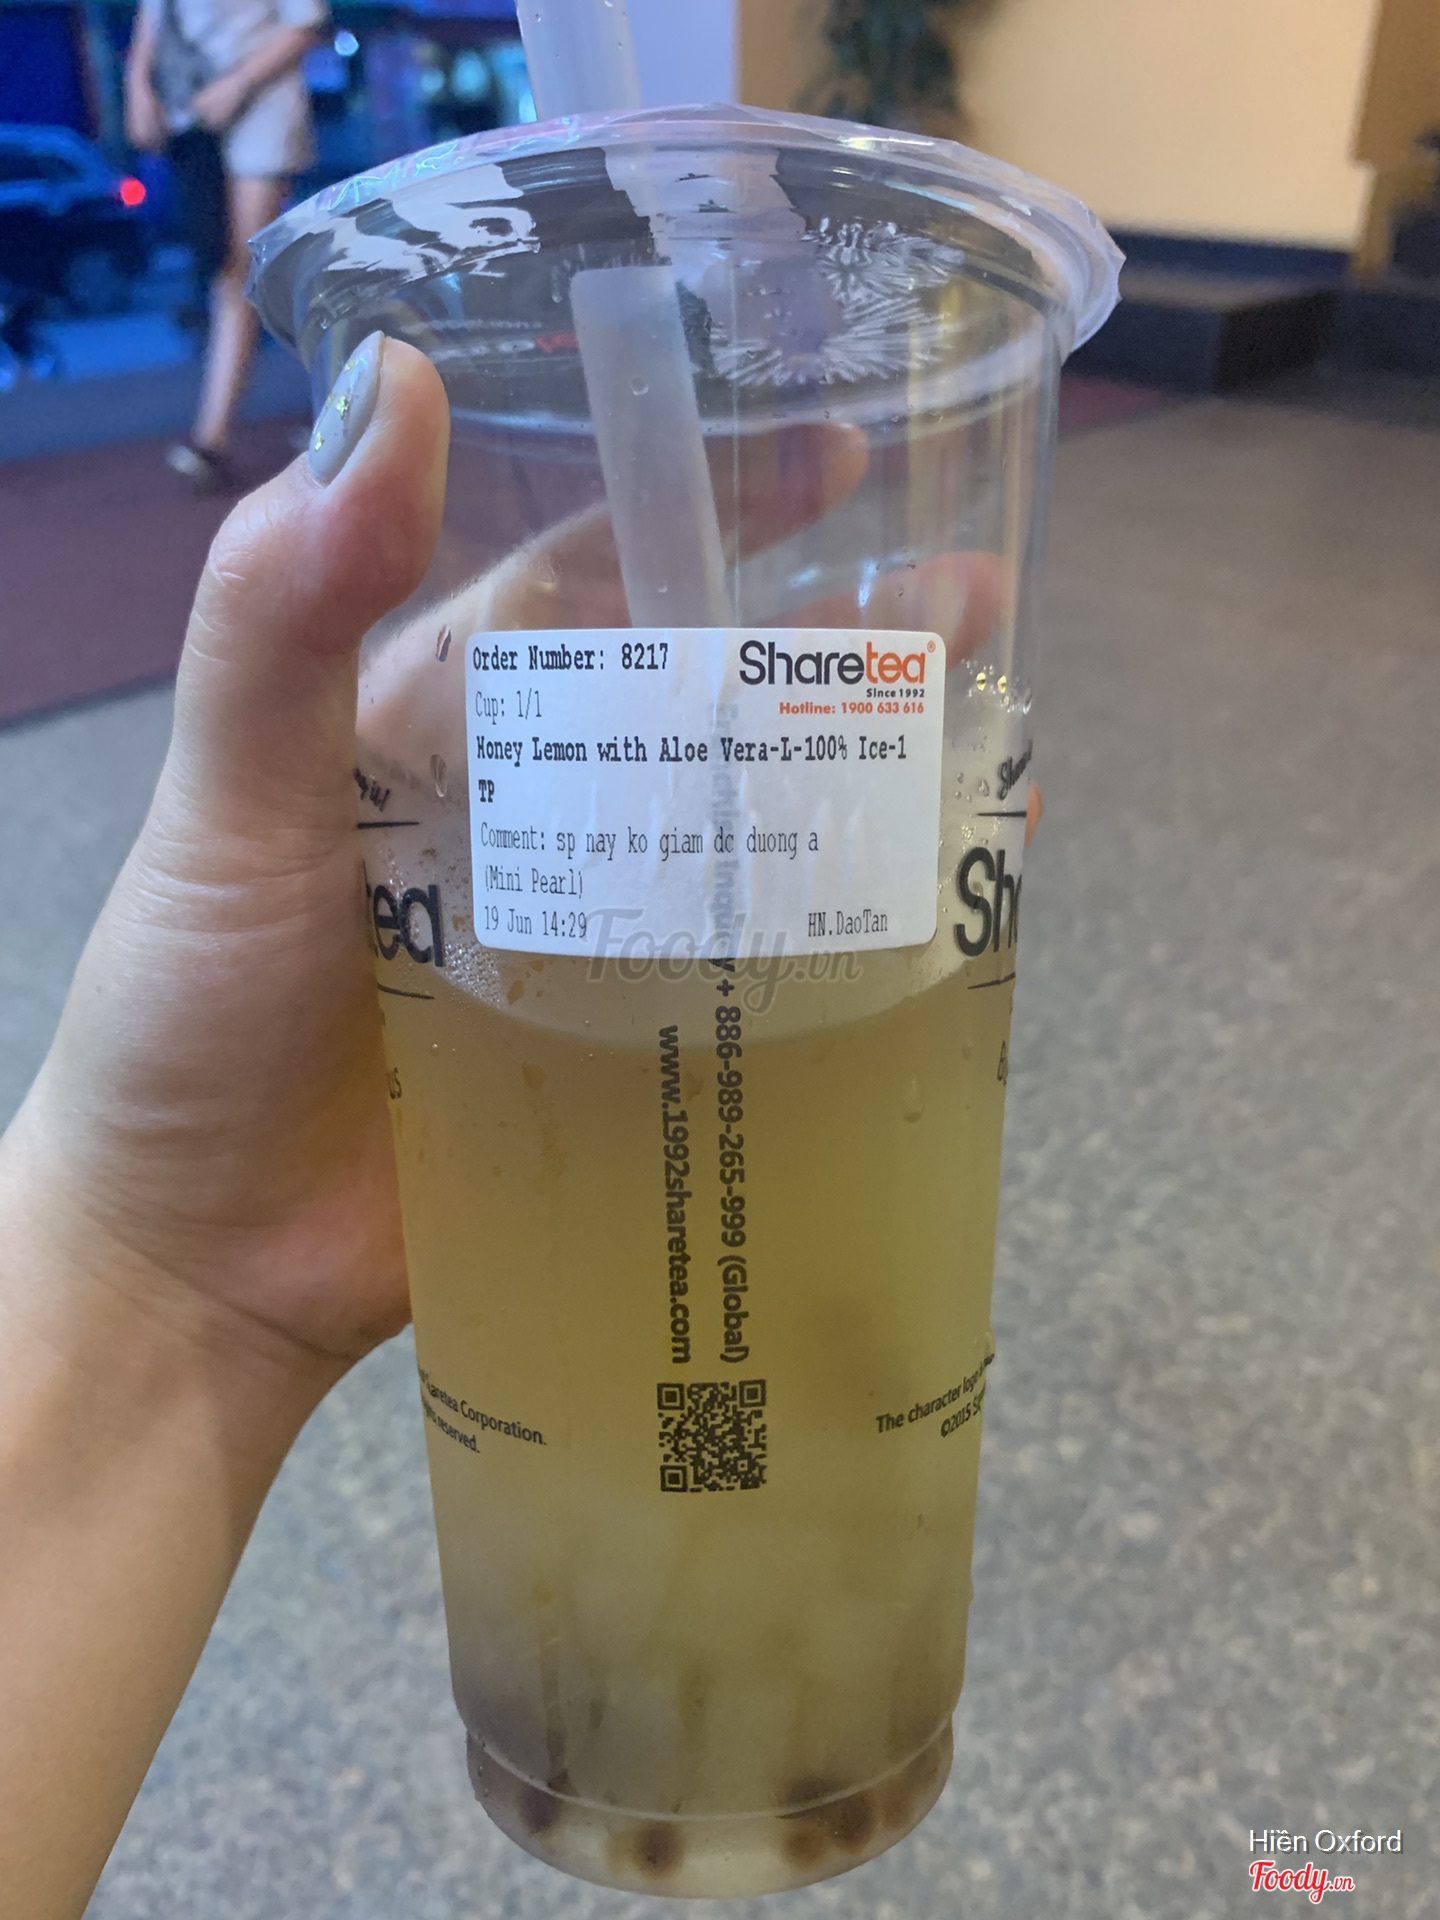 Order Number: 8217
Sharetea®
Since 1992
Hotline: 1900 633 616
Cup: 1/1
Honey Lemon with Aloe Vera-L-100% Ice-1
TP
Comment: sp nay ko giam dc duong a
(Mini Pearl)
19 Jun 14:29
HN.DaoTan
Foody.vn
tea
Sh
+ 886-989-265-999 (Global)
www.1992sharetea.com
Sharetea Corporation.
reserved.
The character logo
©2015
Hiền Oxford
Foody.vn